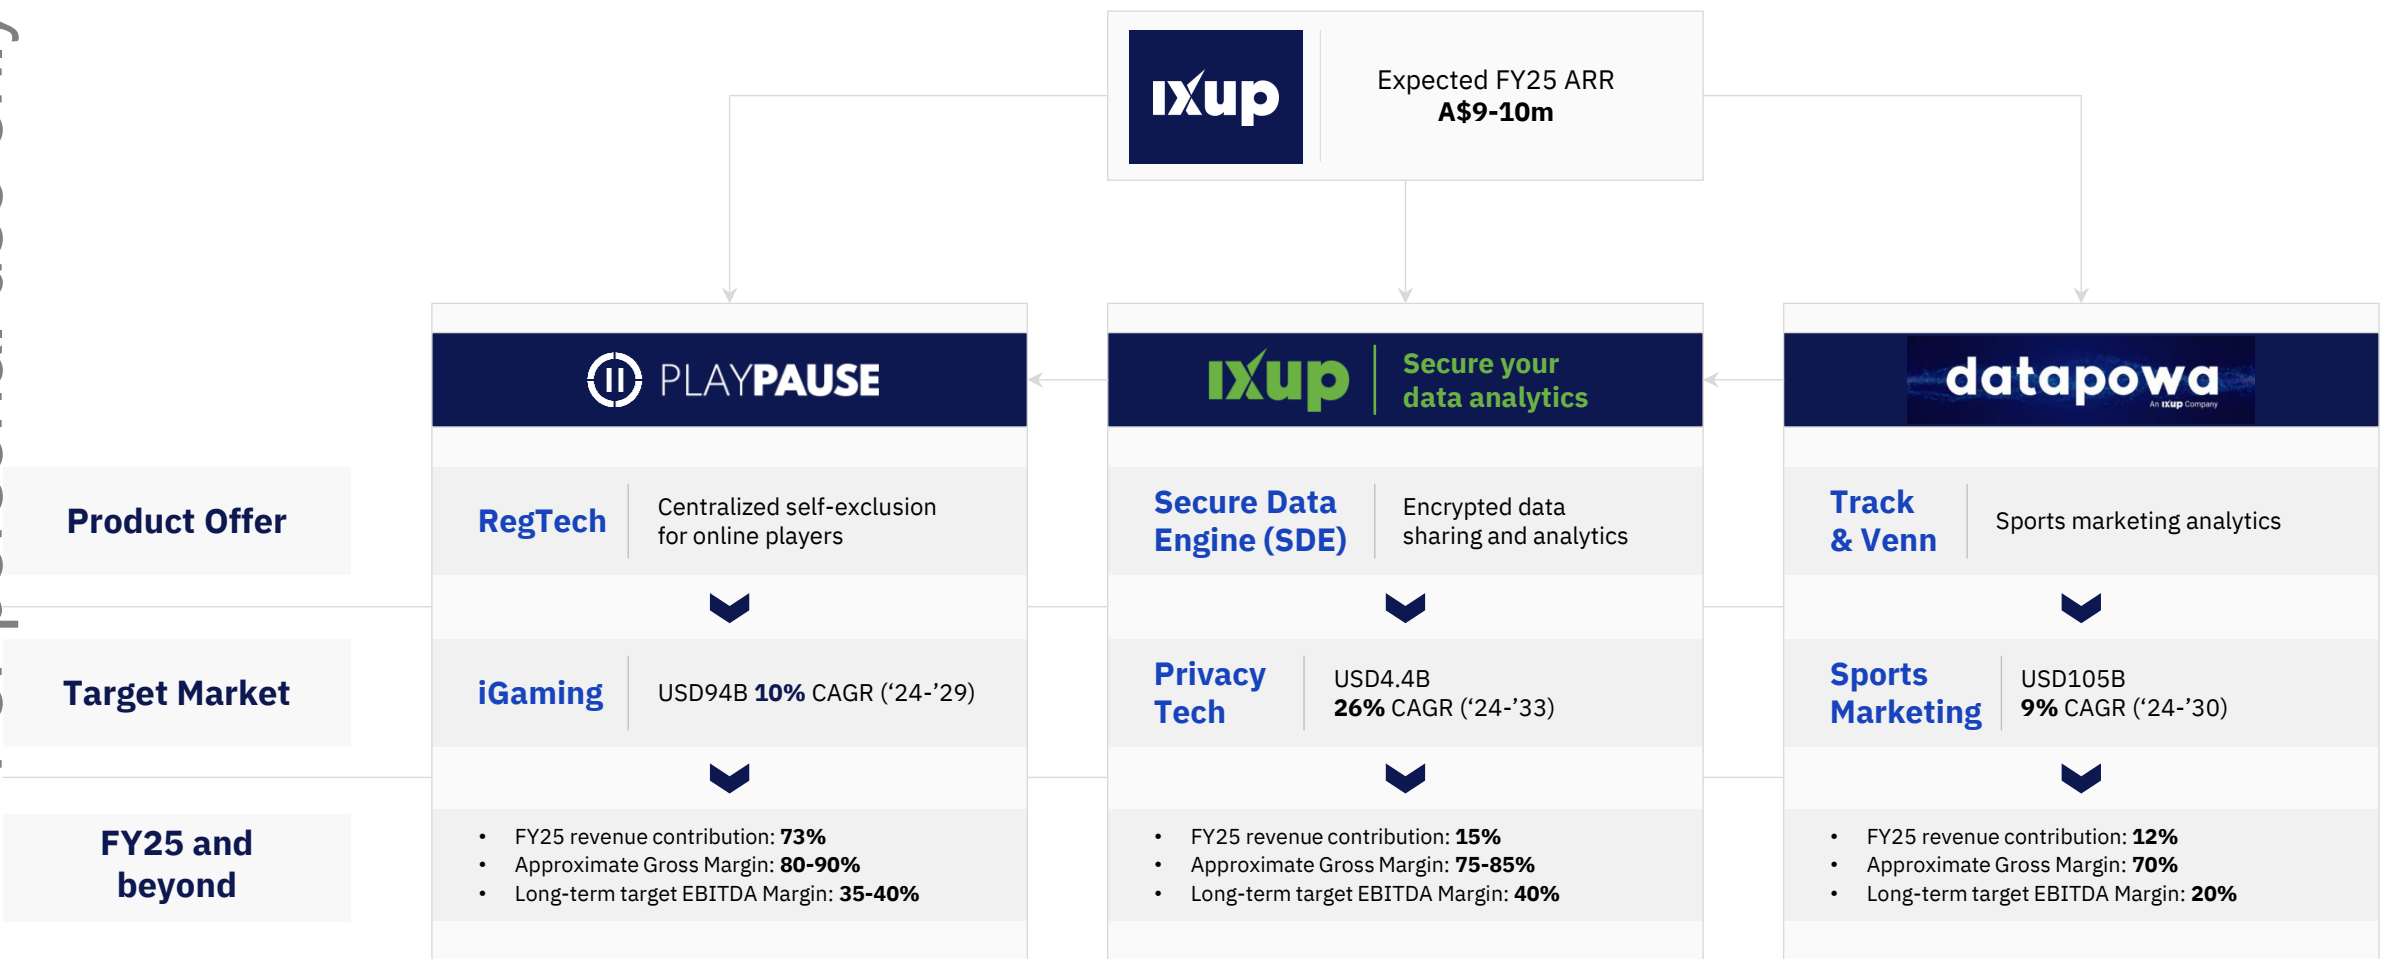 ıxup
Expected FY25 ARR
A$9-10m
PLAYPAUSE
ıxup
Secure your
data analytics
datapowa
An ıxup Company
Product Offer
RegTech
Centralized self-exclusion
for online players
Secure Data
Engine (SDE)
Encrypted data
sharing and analytics
Track
& Venn
Sports marketing analytics
Target Market
iGaming
USD94B 10% CAGR (‘24-’29)
Privacy
Tech
USD4.4B
26% CAGR (‘24-’33)
Sports
Marketing
USD105B
9% CAGR (‘24-’30)
FY25 and
beyond
• FY25 revenue contribution: 73%
• Approximate Gross Margin: 80-90%
• Long-term target EBITDA Margin: 35-40%
• FY25 revenue contribution: 15%
• Approximate Gross Margin: 75-85%
• Long-term target EBITDA Margin: 40%
• FY25 revenue contribution: 12%
• Approximate Gross Margin: 70%
• Long-term target EBITDA Margin: 20%